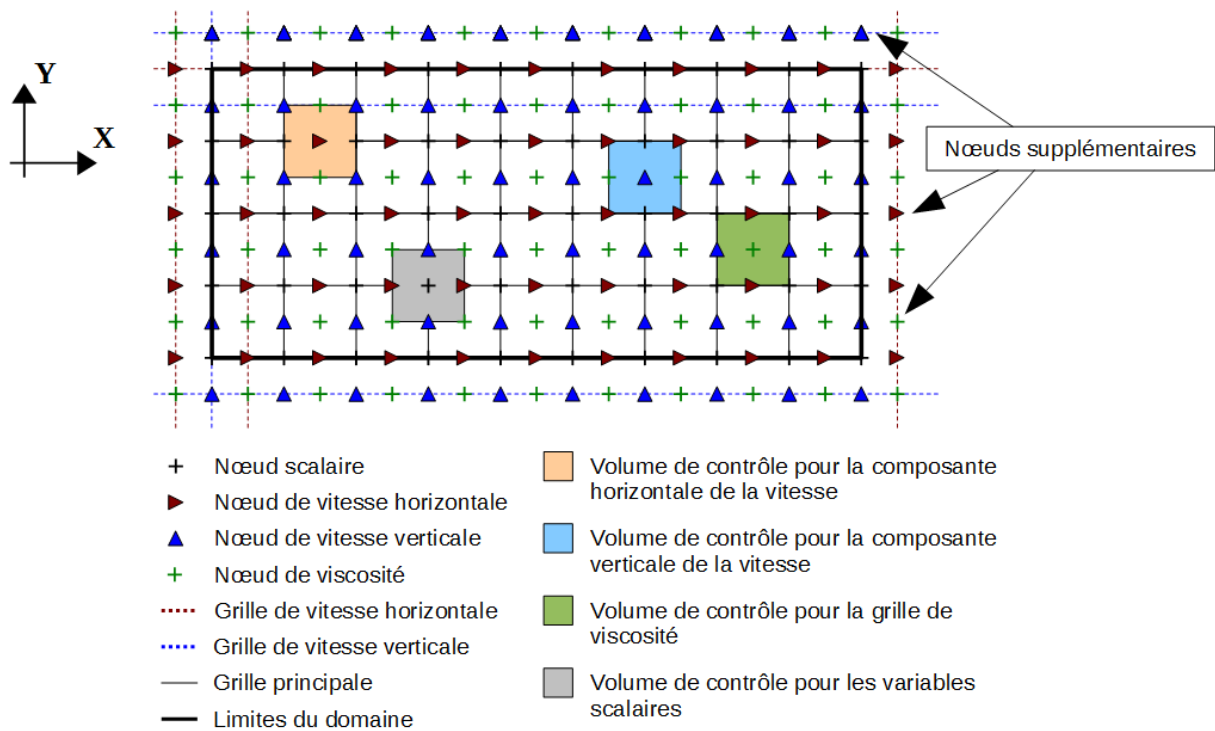 Y
X
Nœuds supplémentaires
Nœud scalaire
Nœud de vitesse horizontale
Nœud de vitesse verticale
Nœud de viscosité
Grille de vitesse horizontale
Grille de vitesse verticale
Grille principale
Limites du domaine
Volume de contrôle pour la composante
horizontale de la vitesse
Volume de contrôle pour la composante
verticale de la vitesse
Volume de contrôle pour la grille de
viscosité
Volume de contrôle pour les variables
scalaires